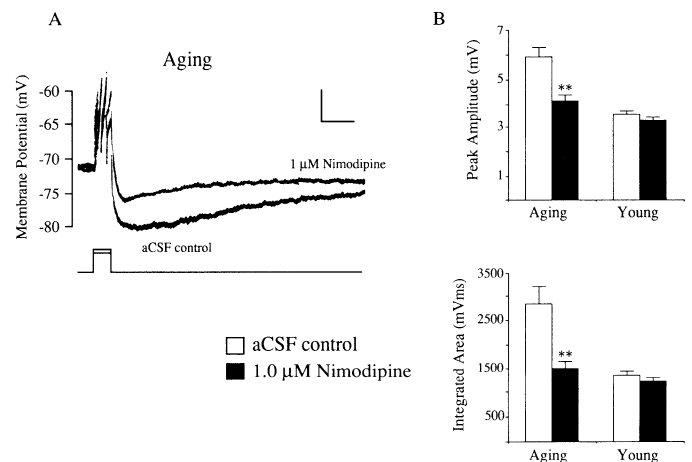 A
Aging
Membrane Potential (mV)
-60
-65
-70
-75
-80
1 μM Nimodipine
aCSF control
aCSF control
1.0 μM Nimodipine
B
Peak Amplitude (mV)
7
5
3
1
**
Aging Young
Integrated Area (mVms)
3500
2500
1500
500
**
Aging Young